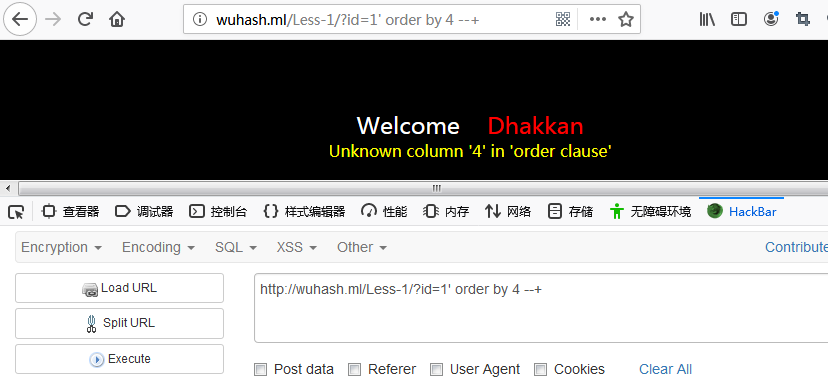 wuhash.ml/Less-1/?id=1' order by 4 --+
Welcome Dhakkan
Unknown column '4' in 'order clause'
查看器 调试器 控制台 样式编辑器 性能 内存 网络 存储 无障碍环境 HackBar
Encryption Encoding SQL XSS Other Contribute
Load URL http://wuhash.ml/Less-1/?id=1' order by 4 --+
Split URL
Execute
Post data Referer User Agent Cookies Clear All